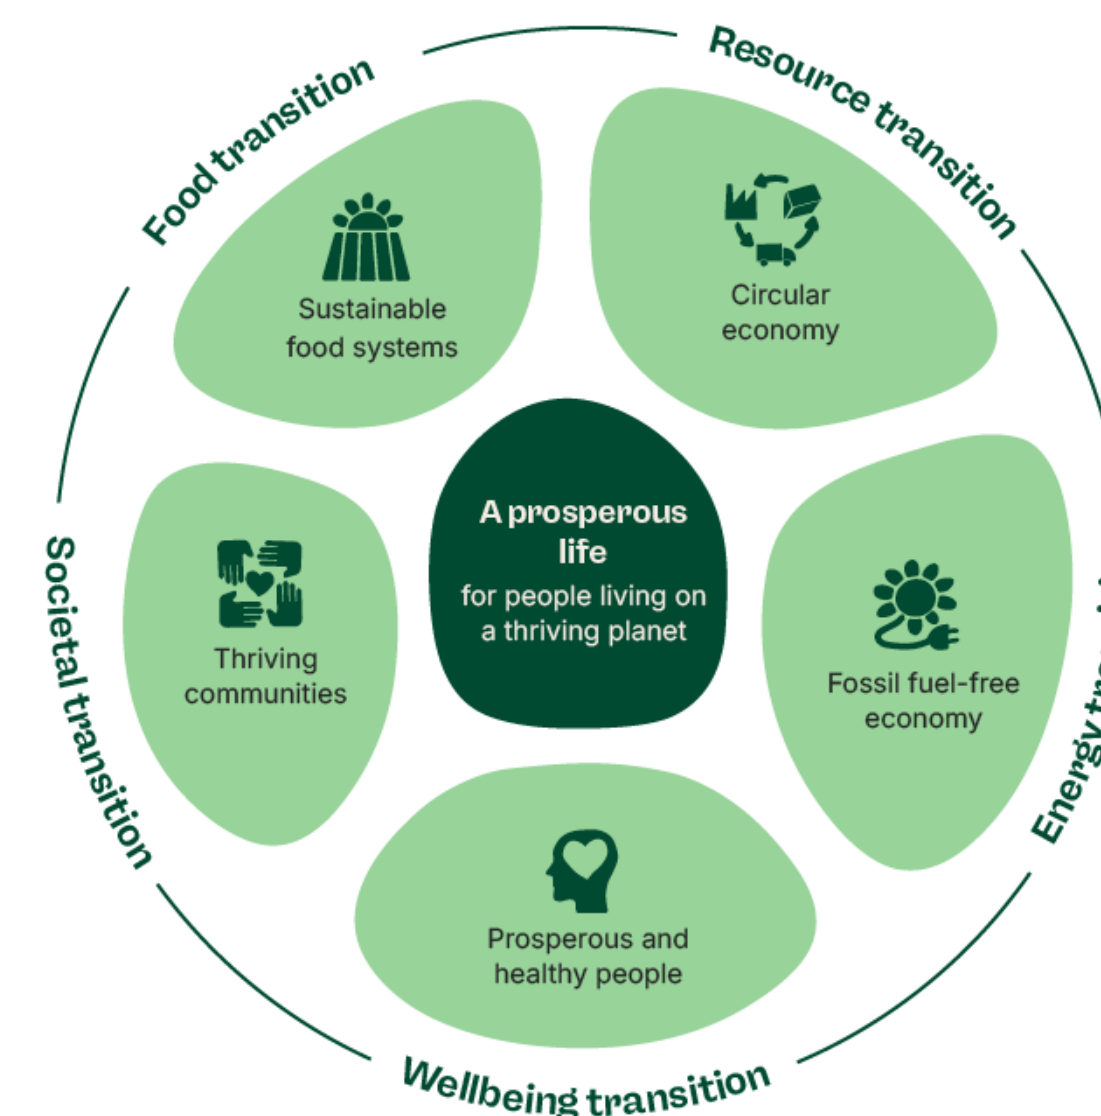 Food transition
Resource transition
Sustainable
food systems
Circular
economy
A prosperous
life
for people living on
a thriving planet
Societal transition
Thriving
communities
Fossil fuel-free
economy
Energy
Prosperous and
healthy people
Wellbeing transition